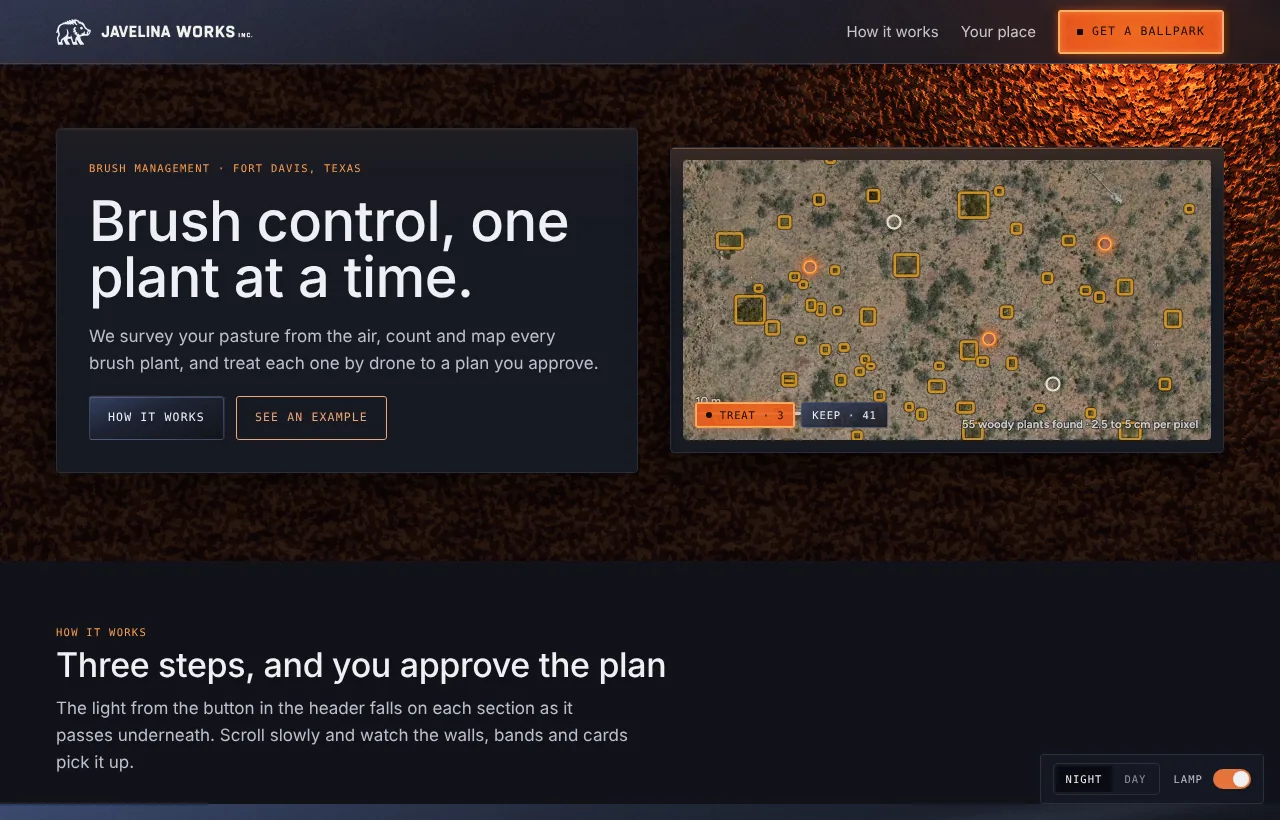 JAVELINA WORKS INC.
How it works
Your place
GET A BALLPARK
BRUSH MANAGEMENT · FORT DAVIS, TEXAS
Brush control, one
plant at a time.
We survey your pasture from the air, count and map every
brush plant, and treat each one by drone to a plan you approve.
HOW IT WORKS
SEE AN EXAMPLE
10 m
TREAT · 3
KEEP · 41
55 woody plants found · 2.5 to 5 cm per pixel
HOW IT WORKS
Three steps, and you approve the plan
The light from the button in the header falls on each section as it
passes underneath. Scroll slowly and watch the walls, bands and cards
pick it up.
NIGHT
DAY
LAMP